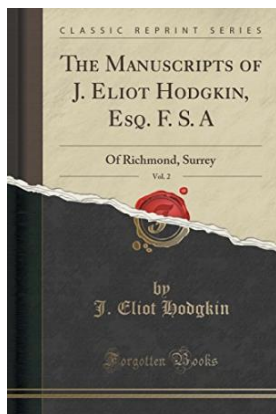 CLASSIC REPRINT SERIES
THE MANUSCRIPTS OF
J. ELIOT HODGKIN,
ESQ. F. S. A
Of Richmond, Surrey
Vol. 2
by
J. Eliot Hodgkin
Forgotten Books